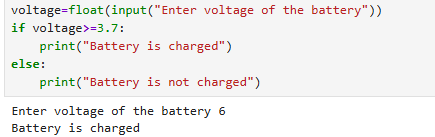 voltage=float(input("Enter voltage of the battery"))
if voltage>=3.7:
    print("Battery is charged")
else:
    print("Battery is not charged")
Enter voltage of the battery 6
Battery is charged